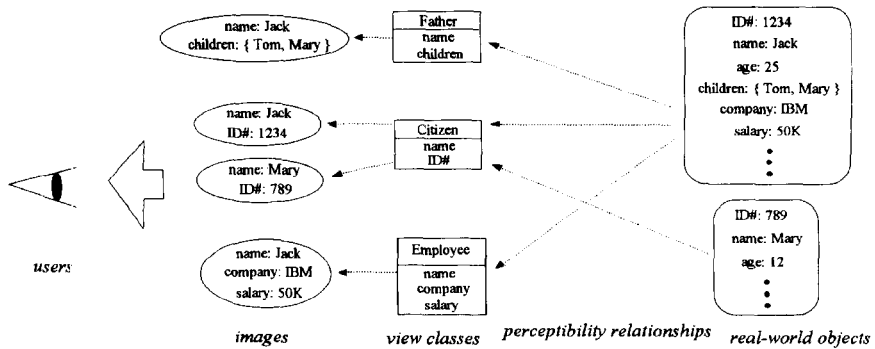 name: Jack
children: { Tom, Mary }
Father
name
children
ID#: 1234
name: Jack
age: 25
children: { Tom, Mary }
company: IBM
salary: 50K
name: Jack
ID#: 1234
name: Mary
ID#: 789
Citizen
name
ID#
ID#: 789
name: Mary
age: 12
name: Jack
company: IBM
salary: 50K
Employee
name
company
salary
users
images
view classes
perceptibility relationships
real-world objects